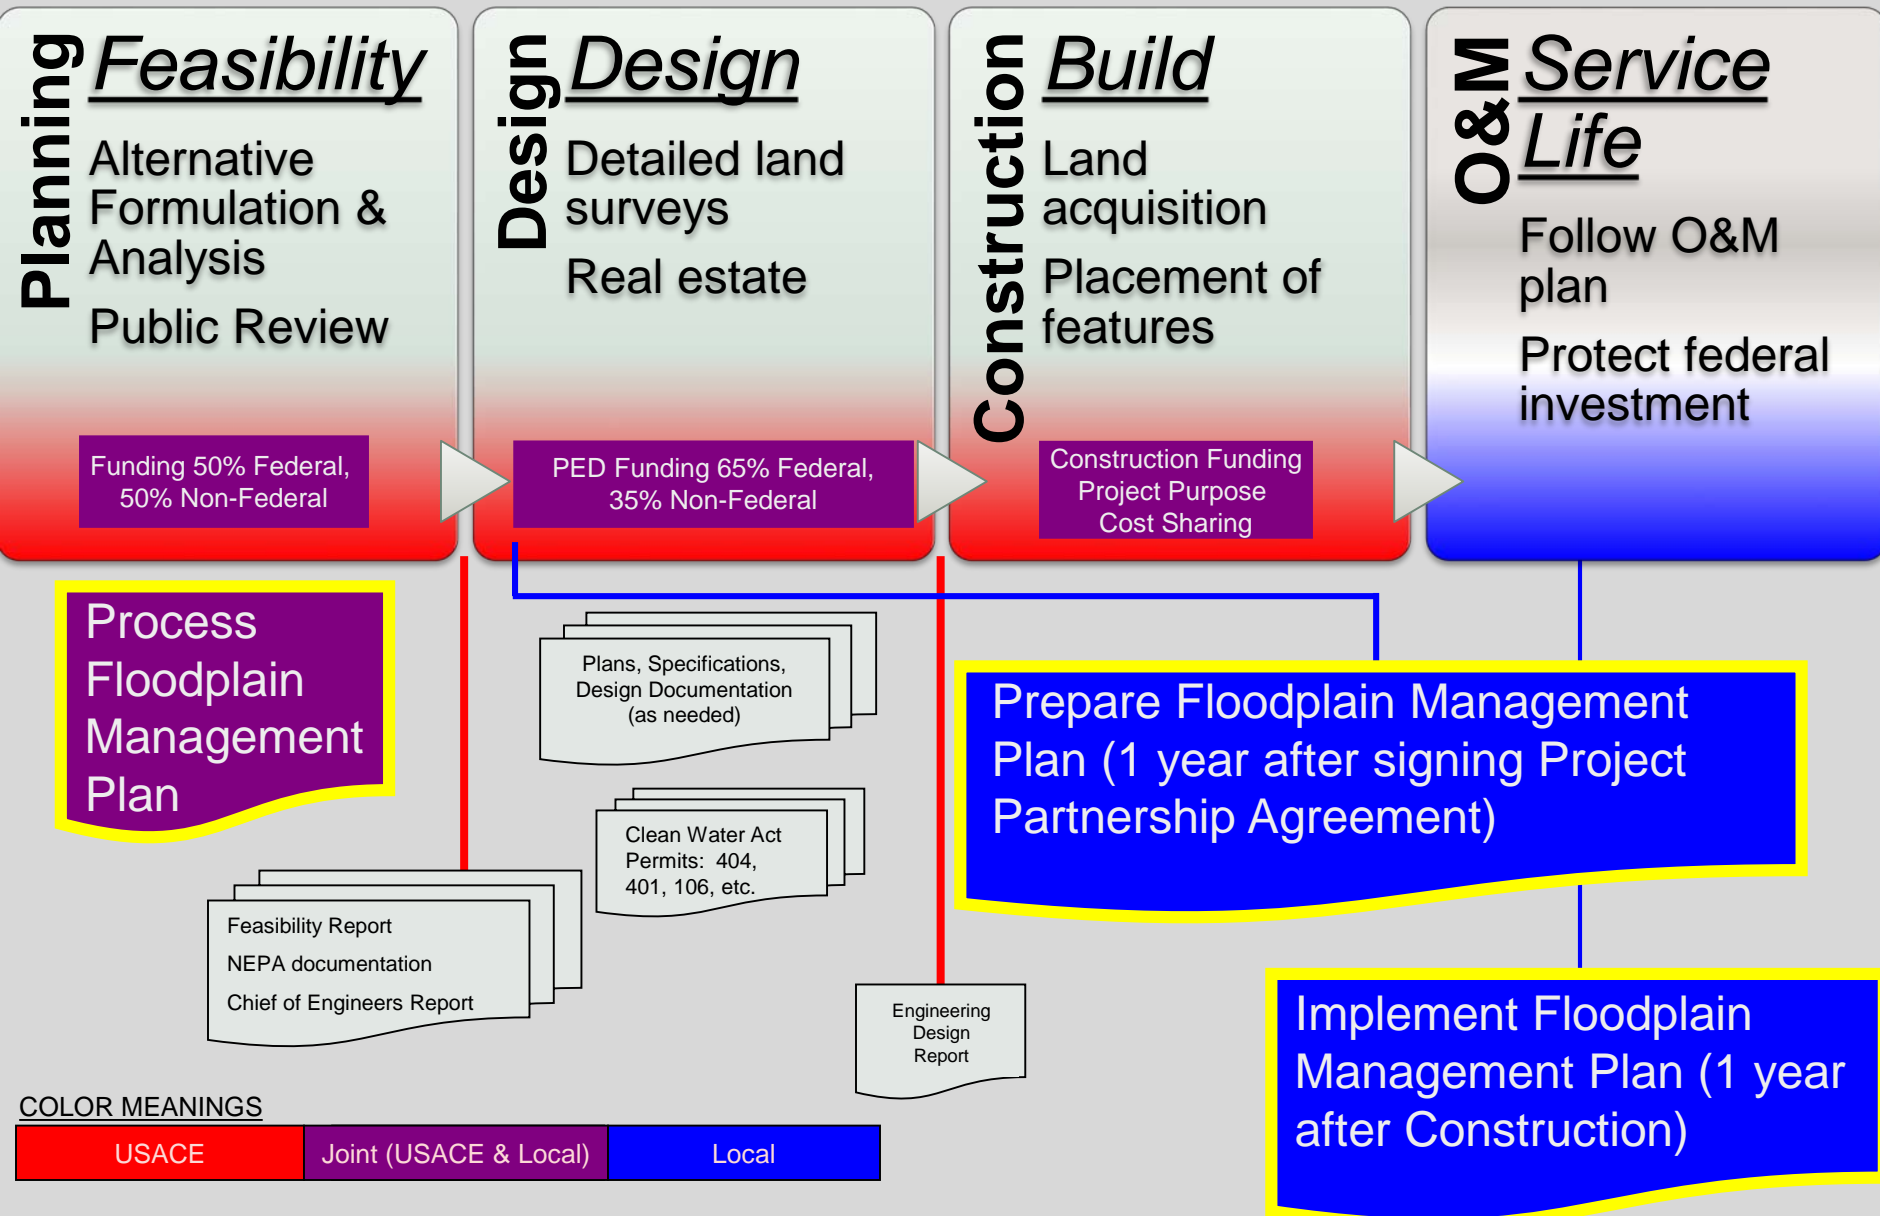 Planning
Feasibility
Alternative
Formulation &
Analysis
Public Review
Funding 50% Federal,
50% Non-Federal
Design
Design
Detailed land
surveys
Real estate
PED Funding 65% Federal,
35% Non-Federal
Construction
Build
Land
acquisition
Placement of
features
Construction Funding
Project Purpose
Cost Sharing
O&M
Service
Life
Follow O&M
plan
Protect federal
investment
Process
Floodplain
Management
Plan
Plans, Specifications,
Design Documentation
(as needed)
Clean Water Act
Permits: 404,
401, 106, etc.
Prepare Floodplain Management
Plan (1 year after signing Project
Partnership Agreement)
Feasibility Report
NEPA documentation
Chief of Engineers Report
Engineering
Design
Report
Implement Floodplain
Management Plan (1 year
after Construction)
COLOR MEANINGS
USACE
Joint (USACE & Local)
Local